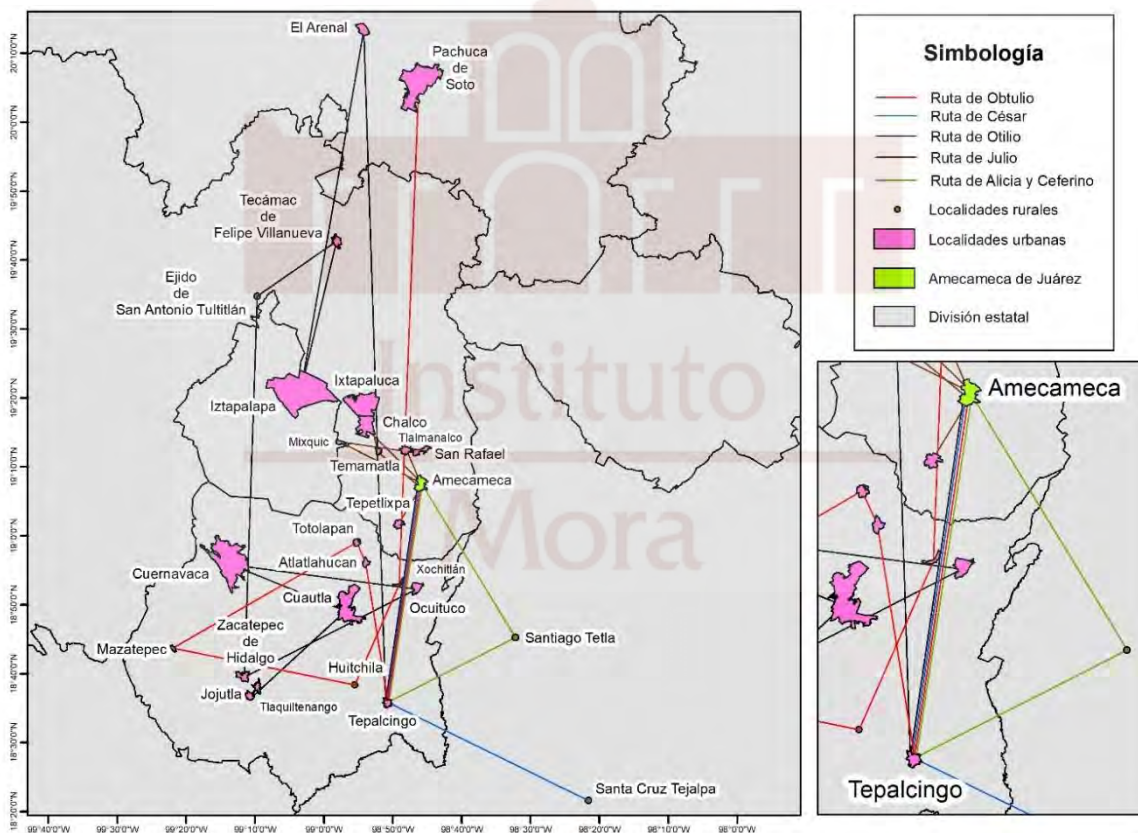 El Arenal
Pachuca
de
Soto
Tecámac
de
Felipe Villanueva
Ejido
de
San Antonio Tultitlán
Ixtapaluca
Iztapalapa
Chalco
Mixquic
Tlalmanalco
San Rafael
Temamatla
Amecameca
Tepetlixpa
Totolapan
Atlatlahucan
Xochitlán
Cuernavaca
Cuautla
Ocuituco
Zacatepec
de
Hidalgo
Mazatepec
Huitchila
Santiago Tetla
Jojutla
Tlaquiltenango
Tepalcingo
Santa Cruz Tejalpa
20°10'0"N
20°0'0"N
19°50'0"N
19°40'0"N
19°30'0"N
19°20'0"N
19°10'0"N
19°0'0"N
18°50'0"N
18°40'0"N
18°30'0"N
18°20'0"N
99°40'0"W
99°30'0"W
99°20'0"W
99°10'0"W
99°0'0"W
98°50'0"W
98°40'0"W
98°30'0"W
98°20'0"W
98°10'0"W
98°0'0"W
Instituto
Mora
Simbología
Ruta de Obtulio
Ruta de César
Ruta de Otilio
Ruta de Julio
Ruta de Alicia y Ceferino
Localidades rurales
Localidades urbanas
Amecameca de Juárez
División estatal
Amecameca
Tepalcingo